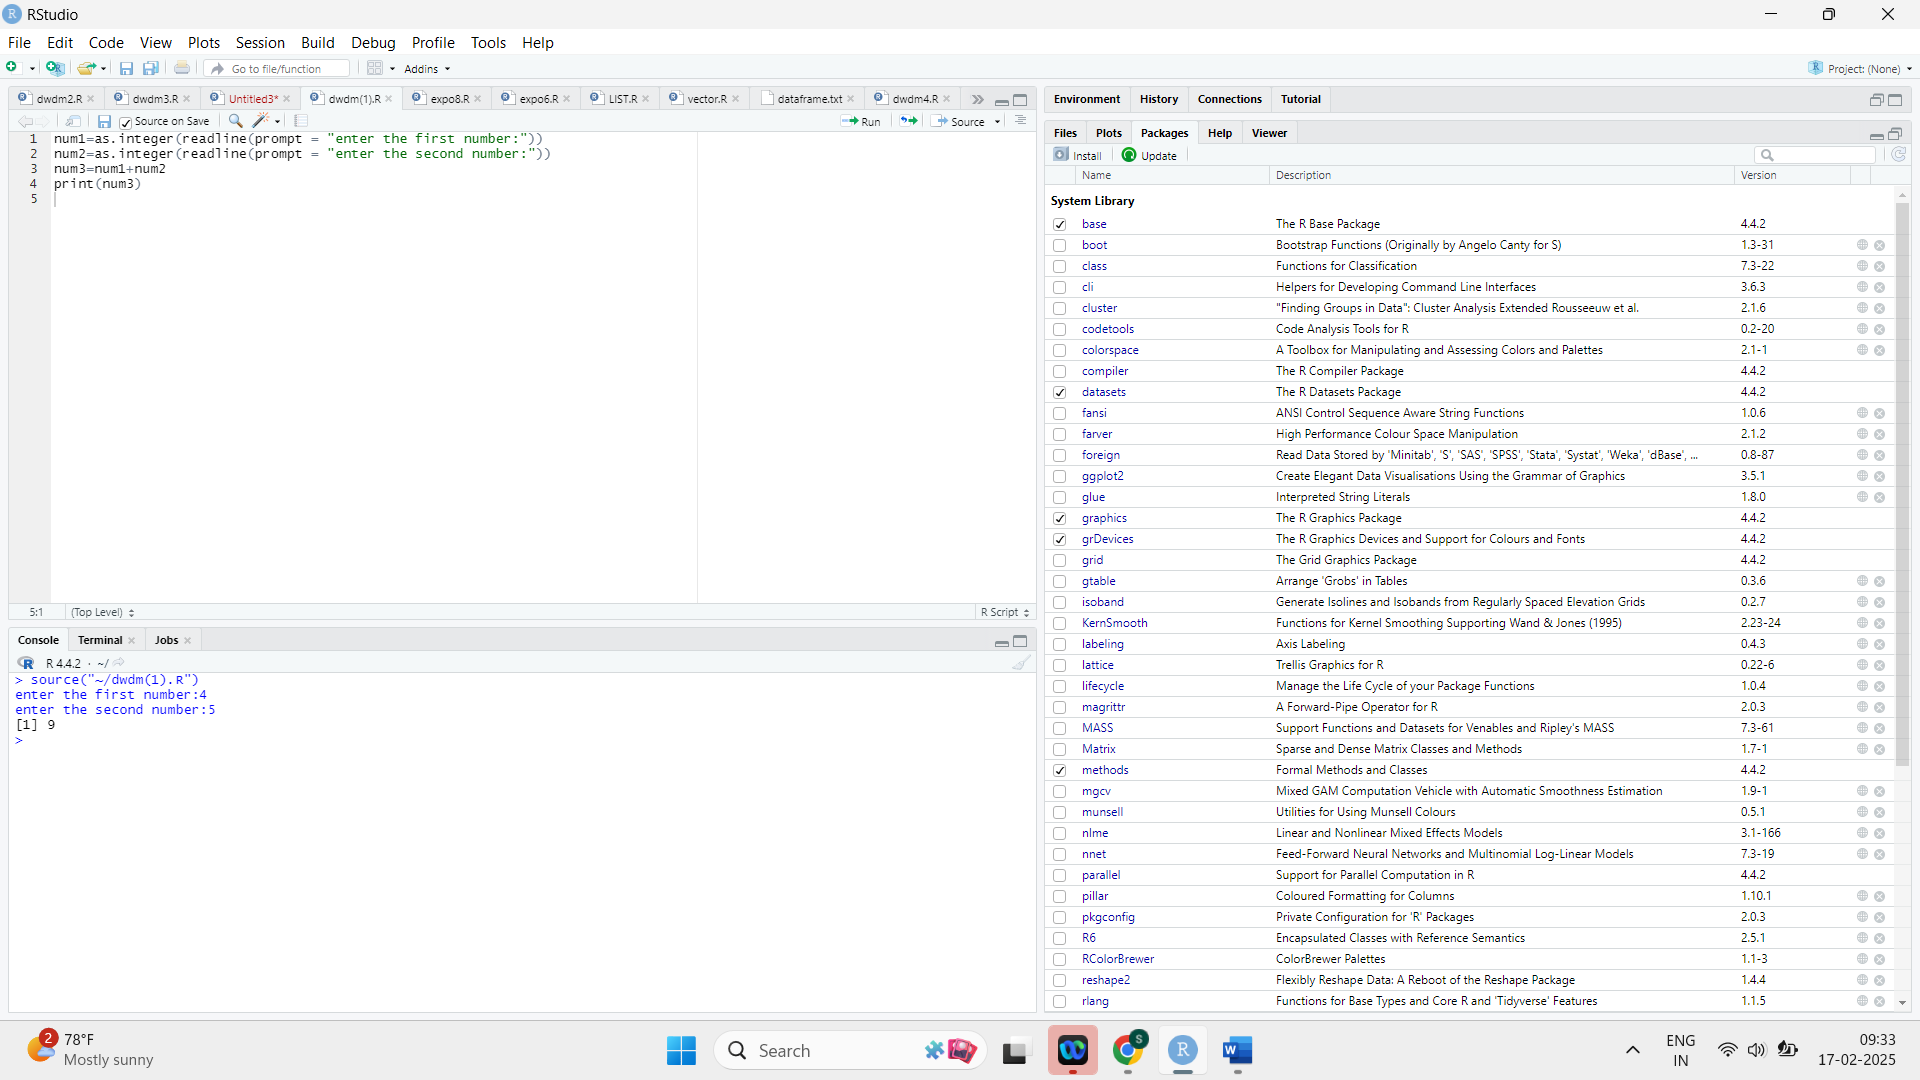 RStudio
File Edit Code View Plots Session Build Debug Profile Tools Help
Go to file/function Addins Project: (None)
dwdm2.R dwdm3.R Untitled3* dwdm(1).R expo8.R expo6.R LIST.R vector.R dataframe.txt dwdm4.R
Source on Save Run Source
1 num1=as.integer(readline(prompt = "enter the first number:"))
2 num2=as.integer(readline(prompt = "enter the second number:"))
3 num3=num1+num2
4 print(num3)
5
5:1 (Top Level) R Script
Console Terminal Jobs
R 4.4.2 · ~/
> source("~/dwdm(1).R")
enter the first number:4
enter the second number:5
[1] 9
>
Environment History Connections Tutorial
Files Plots Packages Help Viewer
Install Update
Name Description Version
System Library
base The R Base Package 4.4.2
boot Bootstrap Functions (Originally by Angelo Canty for S) 1.3-31
class Functions for Classification 7.3-22
cli Helpers for Developing Command Line Interfaces 3.6.3
cluster "Finding Groups in Data": Cluster Analysis Extended Rousseeuw et al. 2.1.6
codetools Code Analysis Tools for R 0.2-20
colorspace A Toolbox for Manipulating and Assessing Colors and Palettes 2.1-1
compiler The R Compiler Package 4.4.2
datasets The R Datasets Package 4.4.2
fansi ANSI Control Sequence Aware String Functions 1.0.6
farver High Performance Colour Space Manipulation 2.1.2
foreign Read Data Stored by 'Minitab', 'S', 'SAS', 'SPSS', 'Stata', 'Systat', 'Weka', 'dBase', ... 0.8-87
ggplot2 Create Elegant Data Visualisations Using the Grammar of Graphics 3.5.1
glue Interpreted String Literals 1.8.0
graphics The R Graphics Package 4.4.2
grDevices The R Graphics Devices and Support for Colours and Fonts 4.4.2
grid The Grid Graphics Package 4.4.2
gtable Arrange 'Grobs' in Tables 0.3.6
isoband Generate Isolines and Isobands from Regularly Spaced Elevation Grids 0.2.7
KernSmooth Functions for Kernel Smoothing Supporting Wand & Jones (1995) 2.23-24
labeling Axis Labeling 0.4.3
lattice Trellis Graphics for R 0.22-6
lifecycle Manage the Life Cycle of your Package Functions 1.0.4
magrittr A Forward-Pipe Operator for R 2.0.3
MASS Support Functions and Datasets for Venables and Ripley's MASS 7.3-61
Matrix Sparse and Dense Matrix Classes and Methods 1.7-1
methods Formal Methods and Classes 4.4.2
mgcv Mixed GAM Computation Vehicle with Automatic Smoothness Estimation 1.9-1
munsell Utilities for Using Munsell Colours 0.5.1
nlme Linear and Nonlinear Mixed Effects Models 3.1-166
nnet Feed-Forward Neural Networks and Multinomial Log-Linear Models 7.3-19
parallel Support for Parallel Computation in R 4.4.2
pillar Coloured Formatting for Columns 1.10.1
pkgconfig Private Configuration for 'R' Packages 2.0.3
R6 Encapsulated Classes with Reference Semantics 2.5.1
RColorBrewer ColorBrewer Palettes 1.1-3
reshape2 Flexibly Reshape Data: A Reboot of the Reshape Package 1.4.4
rlang Functions for Base Types and Core R and 'Tidyverse' Features 1.1.5
2 78°F
Mostly sunny
Search
S
ENG
IN
09:33
17-02-2025